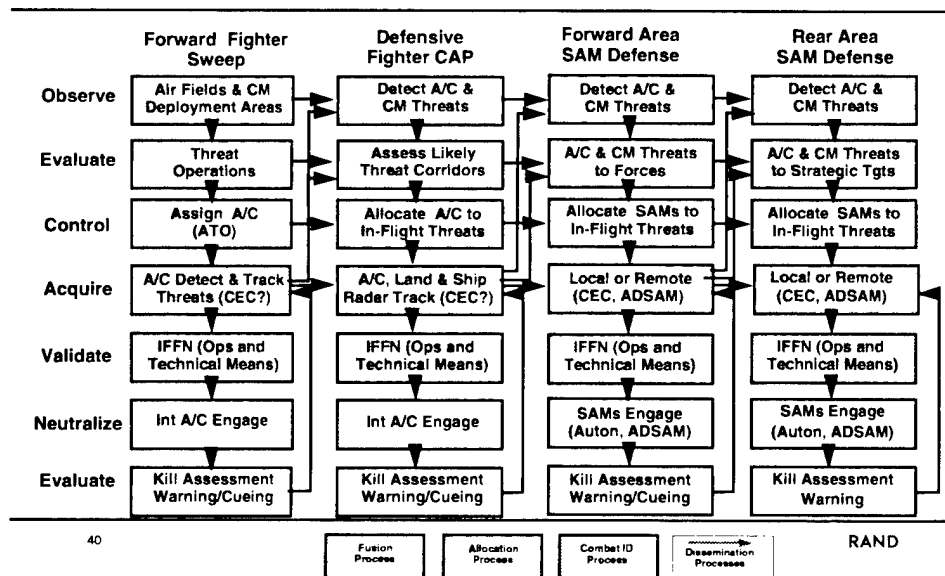 Forward Fighter
Sweep
Defensive
Fighter CAP
Forward Area
SAM Defense
Rear Area
SAM Defense
Observe
Air Fields & CM
Deployment Areas
Detect A/C &
CM Threats
Detect A/C &
CM Threats
Detect A/C &
CM Threats
Evaluate
Threat
Operations
Assess Likely
Threat Corridors
A/C & CM Threats
to Forces
A/C & CM Threats
to Strategic Tgts
Control
Assign A/C
(ATO)
Allocate A/C to
In-Flight Threats
Allocate SAMs to
In-Flight Threats
Allocate SAMs to
In-Flight Threats
Acquire
A/C Detect & Track
Threats (CEC?)
A/C, Land & Ship
Radar Track (CEC?)
Local or Remote
(CEC, ADSAM)
Local or Remote
(CEC, ADSAM)
Validate
IFFN (Ops and
Technical Means)
IFFN (Ops and
Technical Means)
IFFN (Ops and
Technical Means)
IFFN (Ops and
Technical Means)
Neutralize
Int A/C Engage
Int A/C Engage
SAMs Engage
(Auton, ADSAM)
SAMs Engage
(Auton, ADSAM)
Evaluate
Kill Assessment
Warning/Cueing
Kill Assessment
Warning/Cueing
Kill Assessment
Warning/Cueing
Kill Assessment
Warning
40
Fusion
Process
Allocation
Process
Combat ID
Process
Dissemination
Processes
RAND